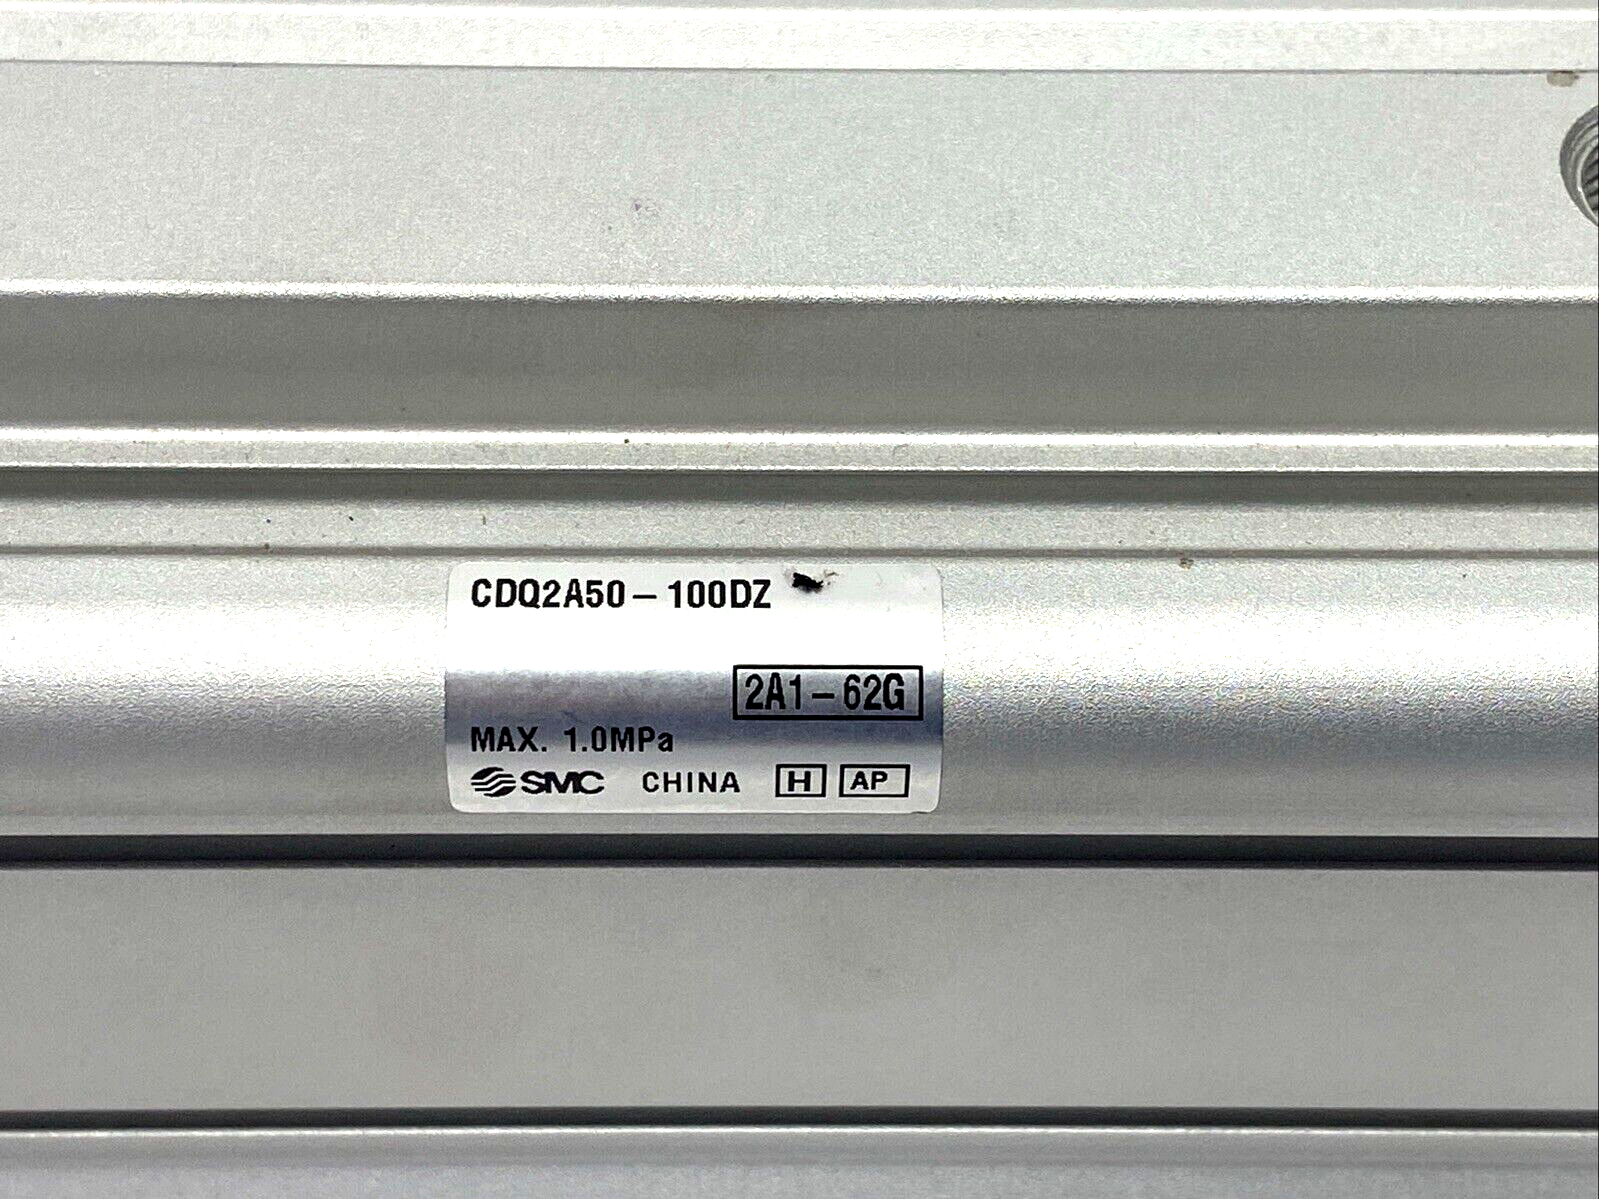 CDQ2A50-100DZ
2A1-62G
MAX. 1.0MPa
SMC CHINA H AP